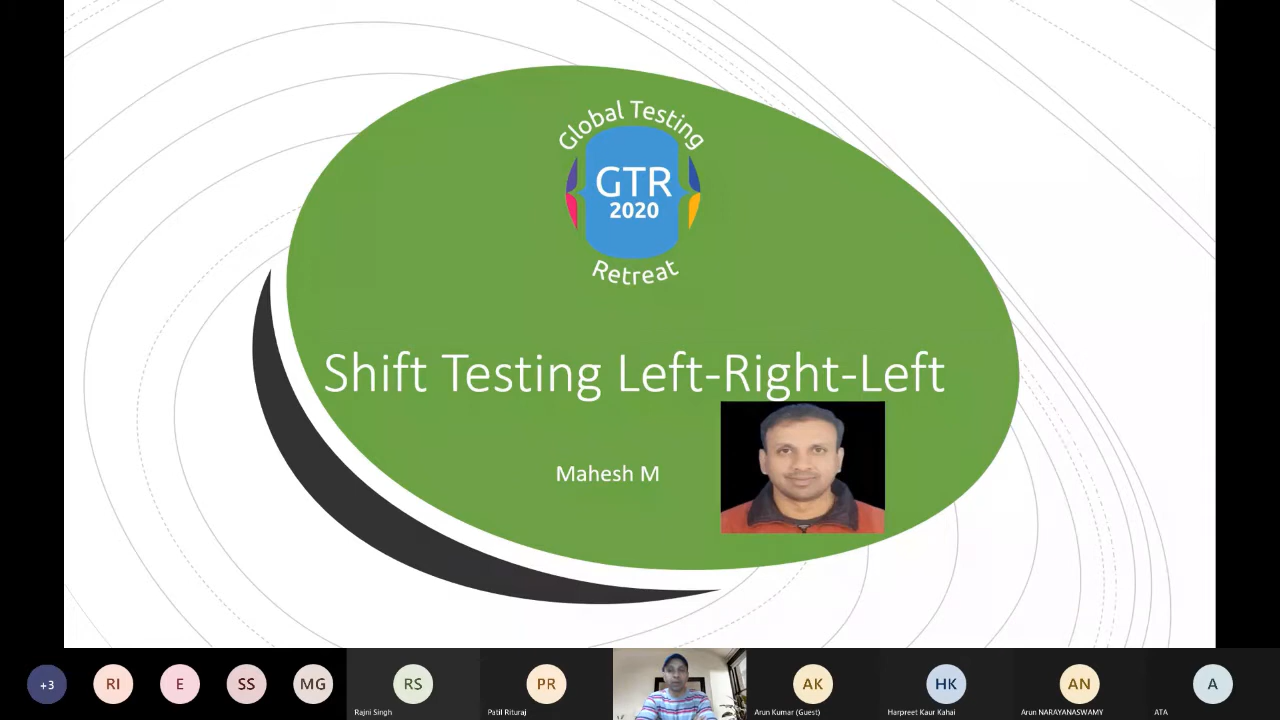 Global Testing
GTR
2020
Retreat
Shift Testing Left-Right-Left
Mahesh M
+3
RI
E
SS
MG
RS
PR
AK
HK
AN
A
Rajni Singh
Patil Rituraj
Arun Kumar (Guest)
Harpreet Kaur Kahai
Arun NARAYANASWAMY
ATA